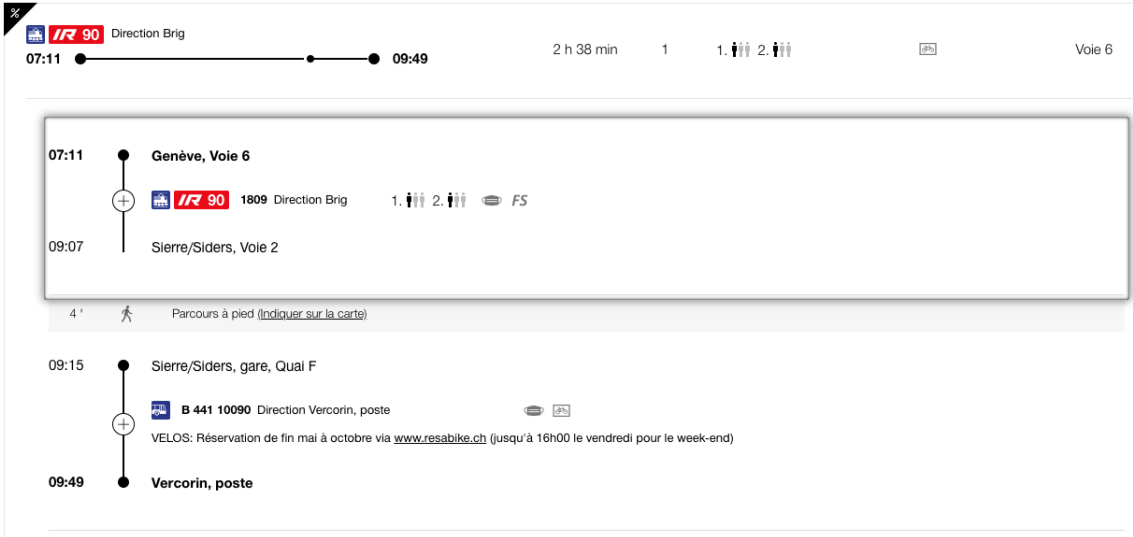 %
IR 90 Direction Brig
07:11 09:49 2 h 38 min 1 1. 2. Voie 6
07:11 Genève, Voie 6
IR 90 1809 Direction Brig 1. 2. FS
09:07 Sierre/Siders, Voie 2
4 ' Parcours à pied (Indiquer sur la carte)
09:15 Sierre/Siders, gare, Quai F
B 441 10090 Direction Vercorin, poste
VELOS: Réservation de fin mai à octobre via www.resabike.ch (jusqu'à 16h00 le vendredi pour le week-end)
09:49 Vercorin, poste